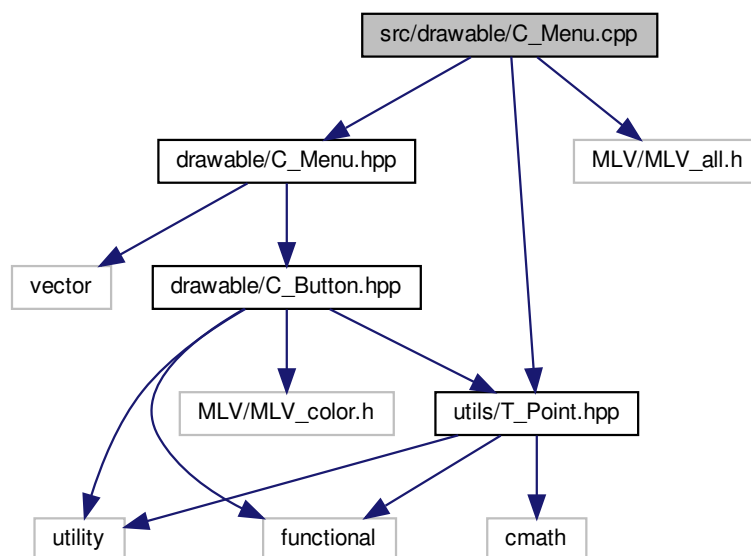 src/drawable/C_Menu.cpp
drawable/C_Menu.hpp
MLV/MLV_all.h
vector
drawable/C_Button.hpp
MLV/MLV_color.h
utils/T_Point.hpp
utility
functional
cmath